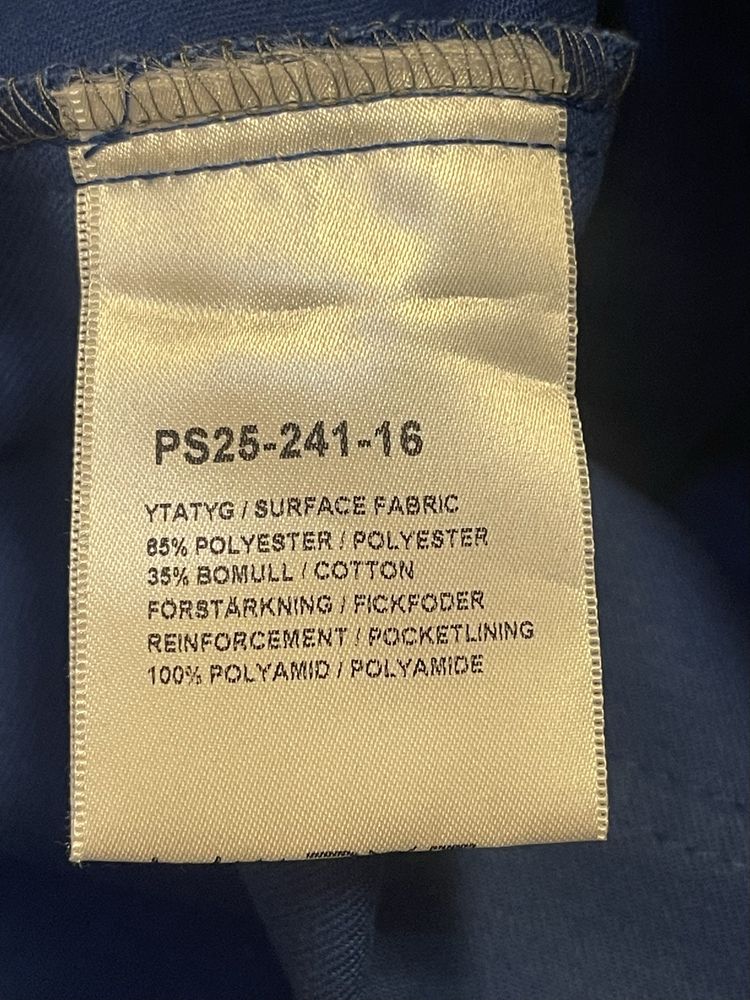 PS25-241-16
YTATYG / SURFACE FABRIC
65% POLYESTER / POLYESTER
35% BOMULL / COTTON
FÖRSTÄRKNING / FICKFODER
REINFORCEMENT / POCKETLINING
100% POLYAMID / POLYAMIDE